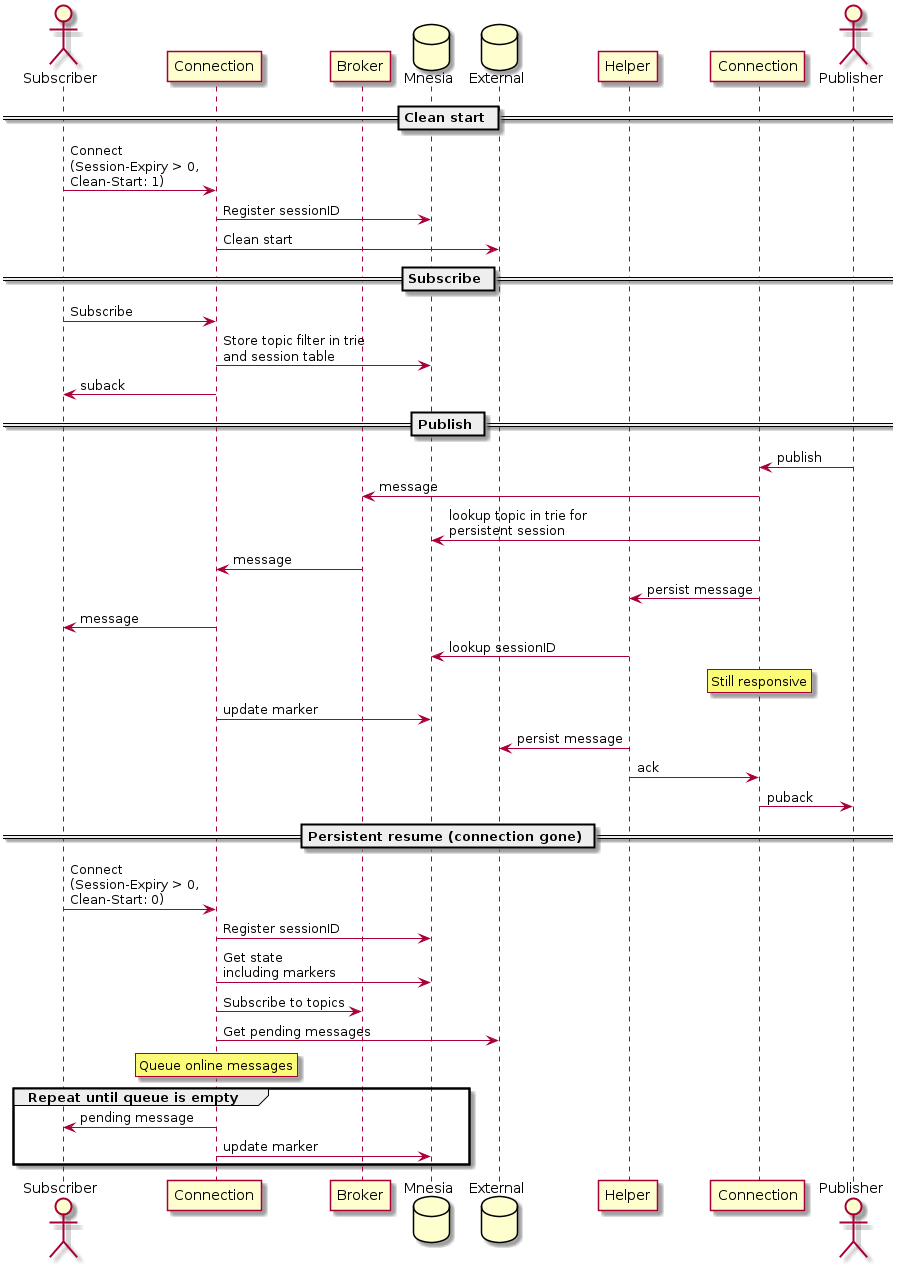 Subscriber
Connection
Broker
Mnesia
External
Helper
Connection
Publisher
Clean start
Connect
(Session-Expiry > 0,
Clean-Start: 1)
Register sessionID
Clean start
Subscribe
Subscribe
Store topic filter in trie
and session table
suback
Publish
publish
message
lookup topic in trie for
persistent session
message
persist message
message
lookup sessionID
Still responsive
update marker
persist message
ack
puback
Persistent resume (connection gone)
Connect
(Session-Expiry > 0,
Clean-Start: 0)
Register sessionID
Get state
including markers
Subscribe to topics
Get pending messages
Queue online messages
Repeat until queue is empty
pending message
update marker
Subscriber
Connection
Broker
Mnesia
External
Helper
Connection
Publisher